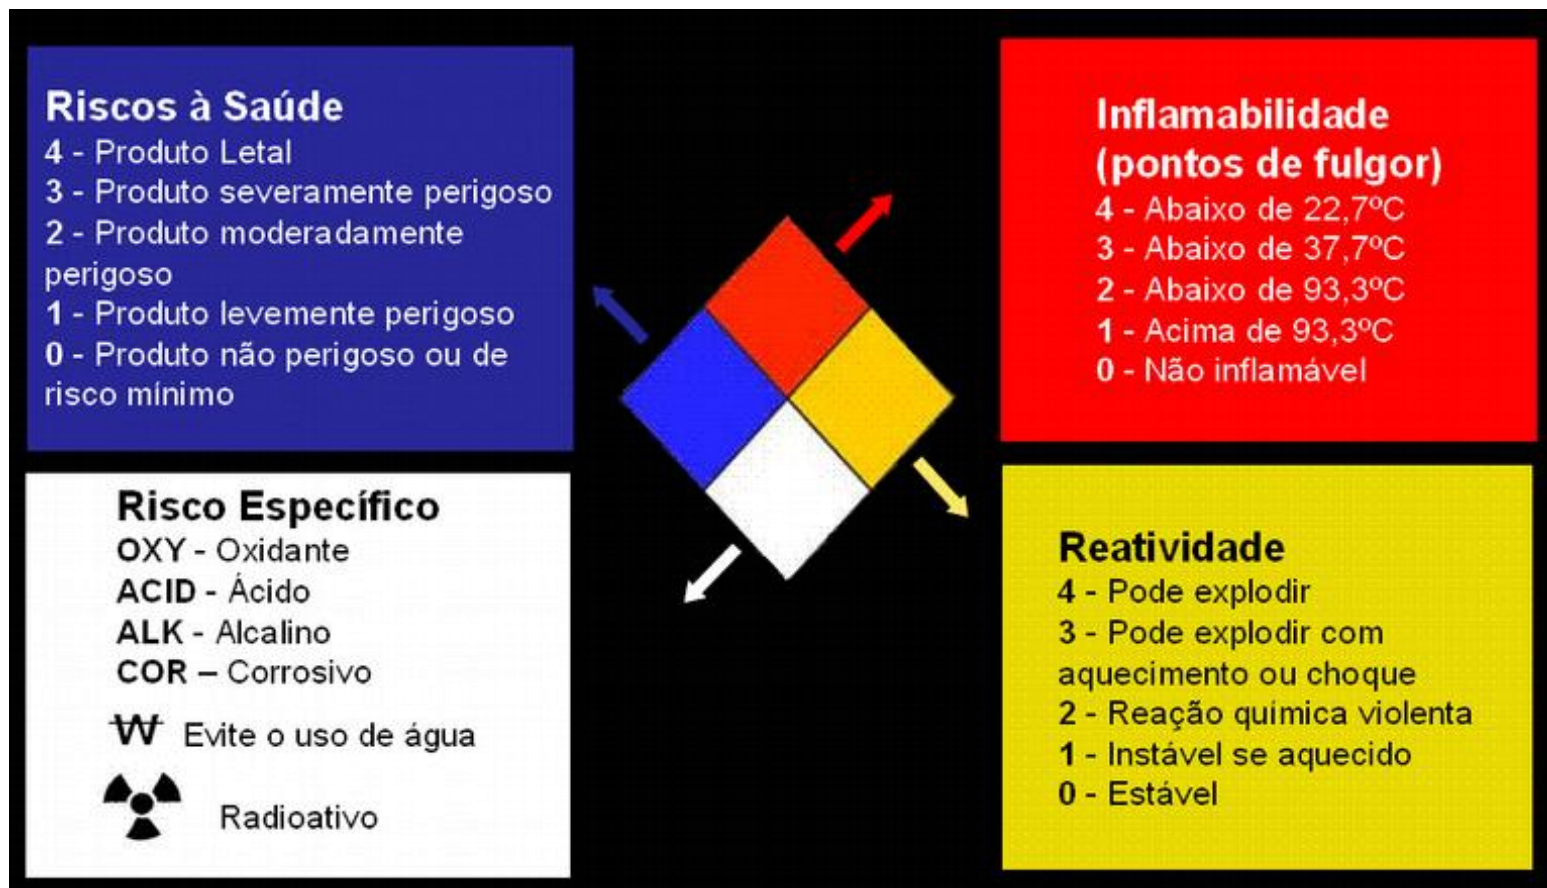 Riscos à Saúde
4 - Produto Letal
3 - Produto severamente perigoso
2 - Produto moderadamente
perigoso
1 - Produto levemente perigoso
0 - Produto não perigoso ou de
risco mínimo
Inflamabilidade
(pontos de fulgor)
4 - Abaixo de 22,7ºC
3 - Abaixo de 37,7ºC
2 - Abaixo de 93,3ºC
1 - Acima de 93,3ºC
0 - Não inflamável
Risco Específico
OXY - Oxidante
ACID - Ácido
ALK - Alcalino
COR – Corrosivo
W Evite o uso de água
Radioativo
Reatividade
4 - Pode explodir
3 - Pode explodir com
aquecimento ou choque
2 - Reação química violenta
1 - Instável se aquecido
0 - Estável